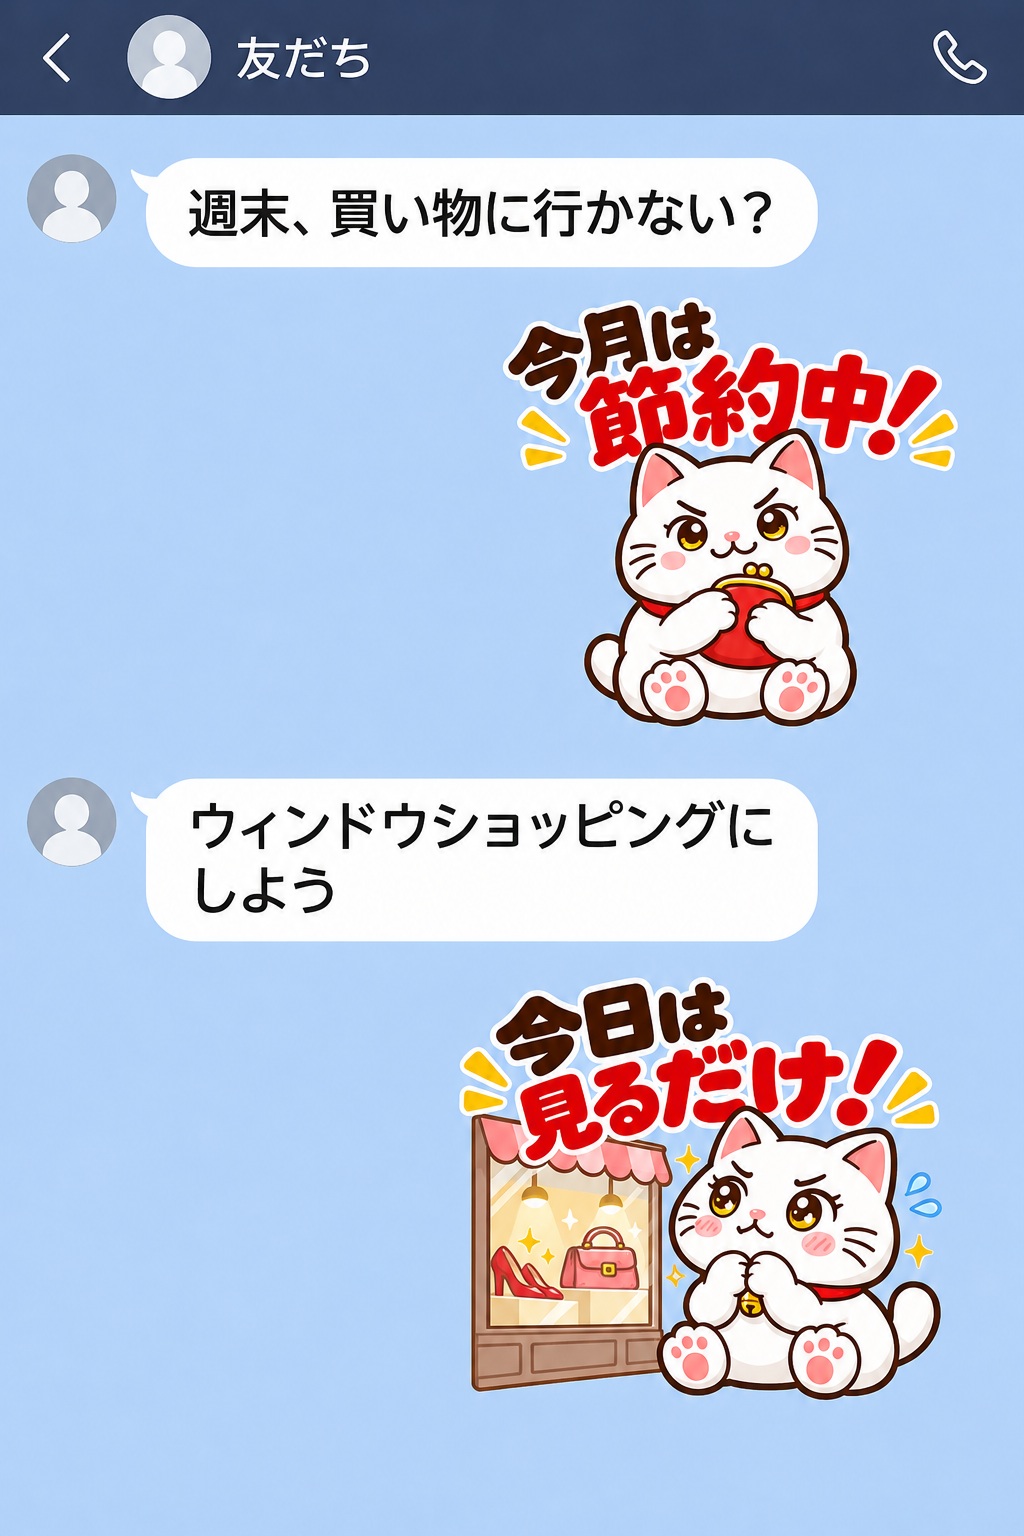 友だち
週末、買い物に行かない？
今月は
節約中！
ウィンドウショッピングに
しよう
今日は
見るだけ！